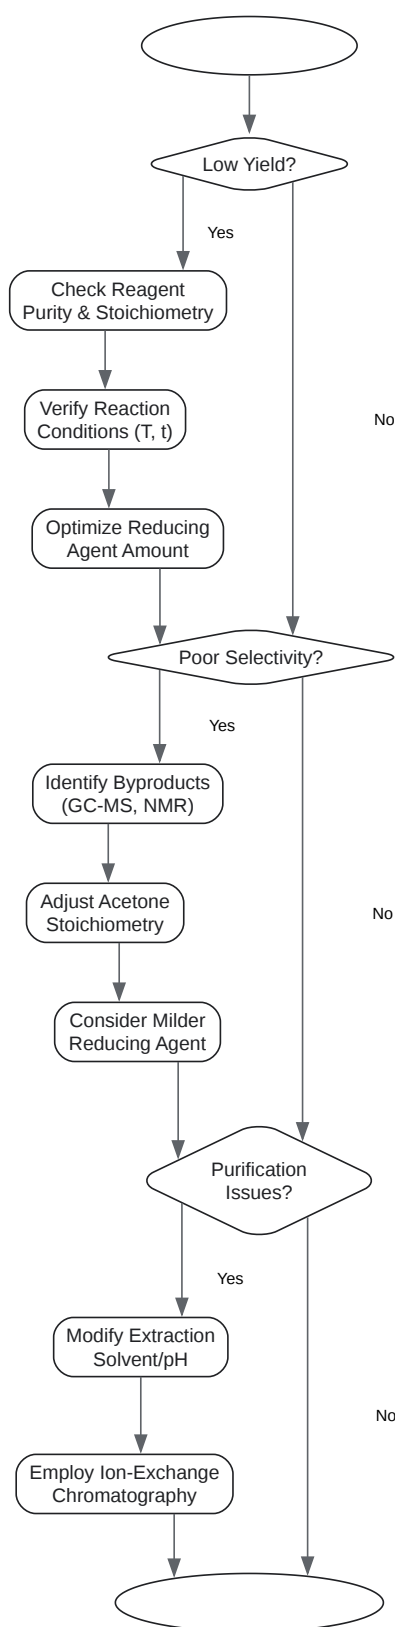 Low Yield?
Yes
Check Reagent
Purity & Stoichiometry
Verify Reaction
Conditions (T, t)
No
Optimize Reducing
Agent Amount
Poor Selectivity?
Yes
Identify Byproducts
(GC-MS, NMR)
Adjust Acetone
Stoichiometry
No
Consider Milder
Reducing Agent
Purification
Issues?
Yes
Modify Extraction
Solvent/pH
No
Employ Ion-Exchange
Chromatography